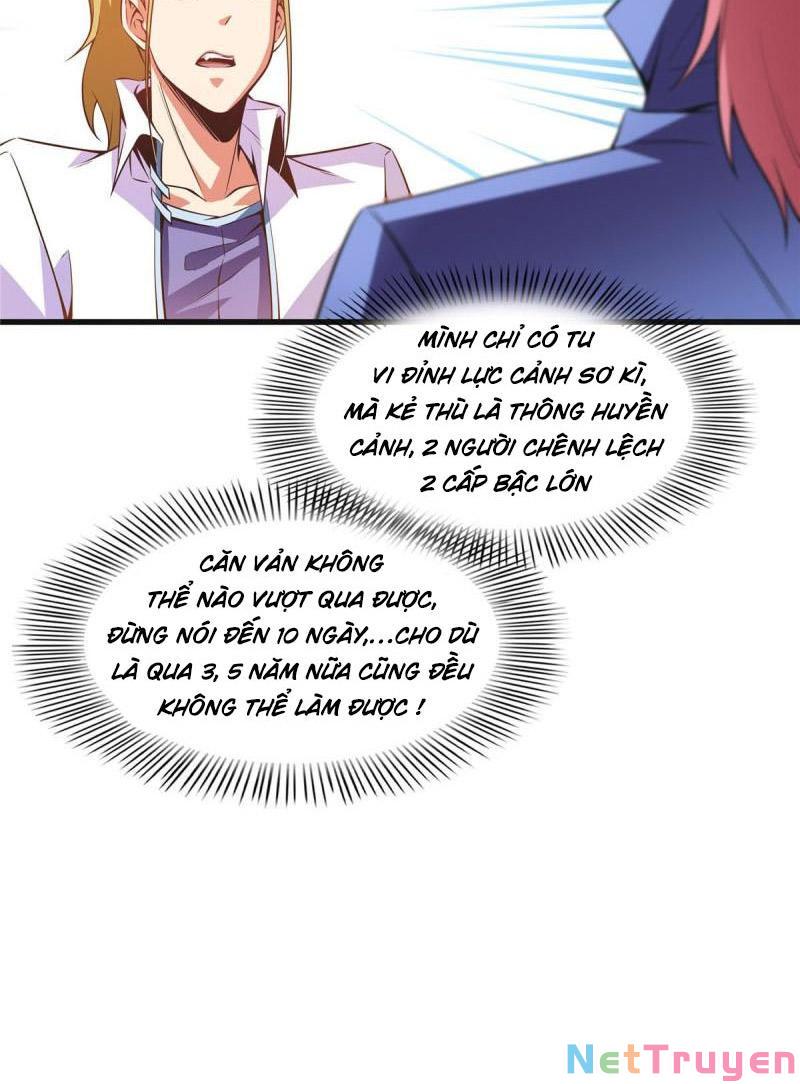 MÌNH CHỈ CÓ TU
VI ĐỈNH LỰC CẢNH SƠ KÌ,
MÀ KẺ THÙ LÀ THÔNG HUYỀN
CẢNH, 2 NGƯỜI CHÊNH LỆCH
2 CẤP BẬC LỚN
CĂN VẢN KHÔNG
THỂ NÀO VƯỢT QUA ĐƯỢC,
ĐỪNG NÓI ĐẾN 10 NGÀY,...CHO DÙ
LÀ QUA 3, 5 NĂM NỮA CŨNG ĐỀU
KHÔNG THỂ LÀM ĐƯỢC !
NetTruyen